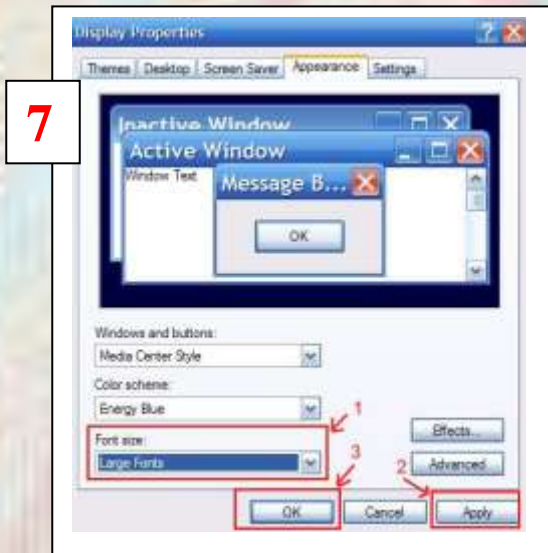 Display Properties
Themes Desktop Screen Saver Appearance Settings
7
Inactive Window
Active Window
Window Text
Message B...
OK
Windows and buttons:
Media Center Style
Color scheme:
Energy Blue
1
Font size:
Effects...
Large Fonts
3
2
Advanced
OK Cancel Apply